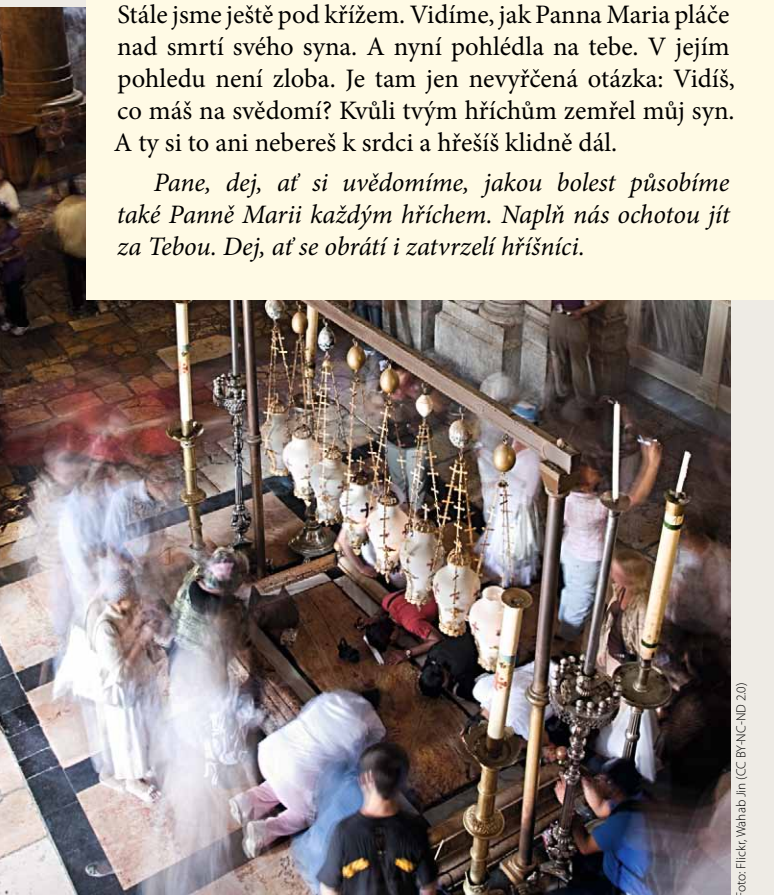 Stále jsme ještě pod křížem. Vidíme, jak Panna Maria pláče
nad smrtí svého syna. A nyní pohlédla na tebe. V jejím
pohledu není zloba. Je tam jen nevyřčená otázka: Vidíš,
co máš na svědomí? Kvůli tvým hříchům zemřel můj syn.
A ty si to ani nebereš k srdci a hřešíš klidně dál.
Pane, dej, ať si uvědomíme, jakou bolest působíme
také Panně Marii každým hříchem. Naplň nás ochotou jít
za Tebou. Dej, ať se obrátí i zatvrzelí hříšníci.
Foto: Flickr, Wahab Jin (CC BY-NC-ND 2.0)